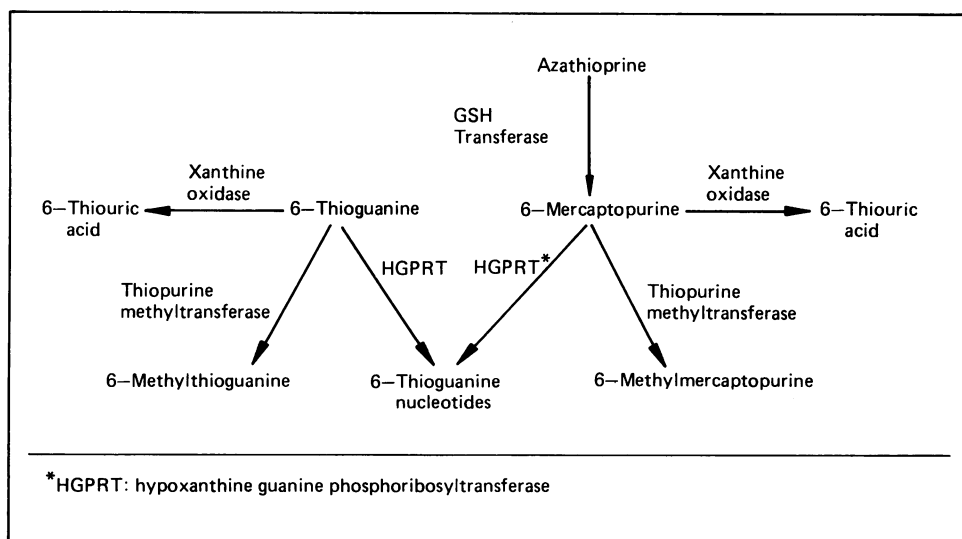 Azathioprine
GSH
Transferase
Xanthine
oxidase
Xanthine
oxidase
6–Thiouric
acid
6–Thioguanine
6–Mercaptopurine
6–Thiouric
acid
HGPRT
HGPRT*
Thiopurine
methyltransferase
Thiopurine
methyltransferase
6–Methylthioguanine
6–Thioguanine
nucleotides
6–Methylmercaptopurine
*HGPRT: hypoxanthine guanine phosphoribosyltransferase